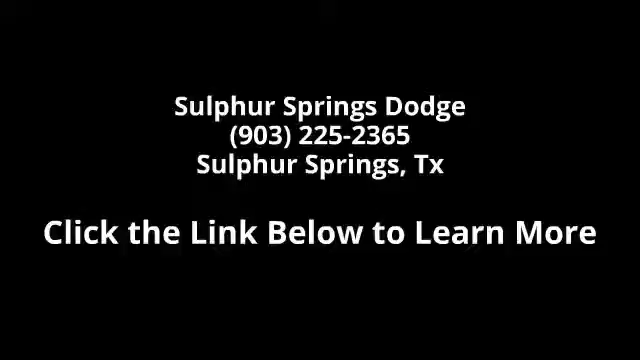 Sulphur Springs Dodge
(903) 225-2365
Sulphur Springs, Tx
Click the Link Below to Learn More